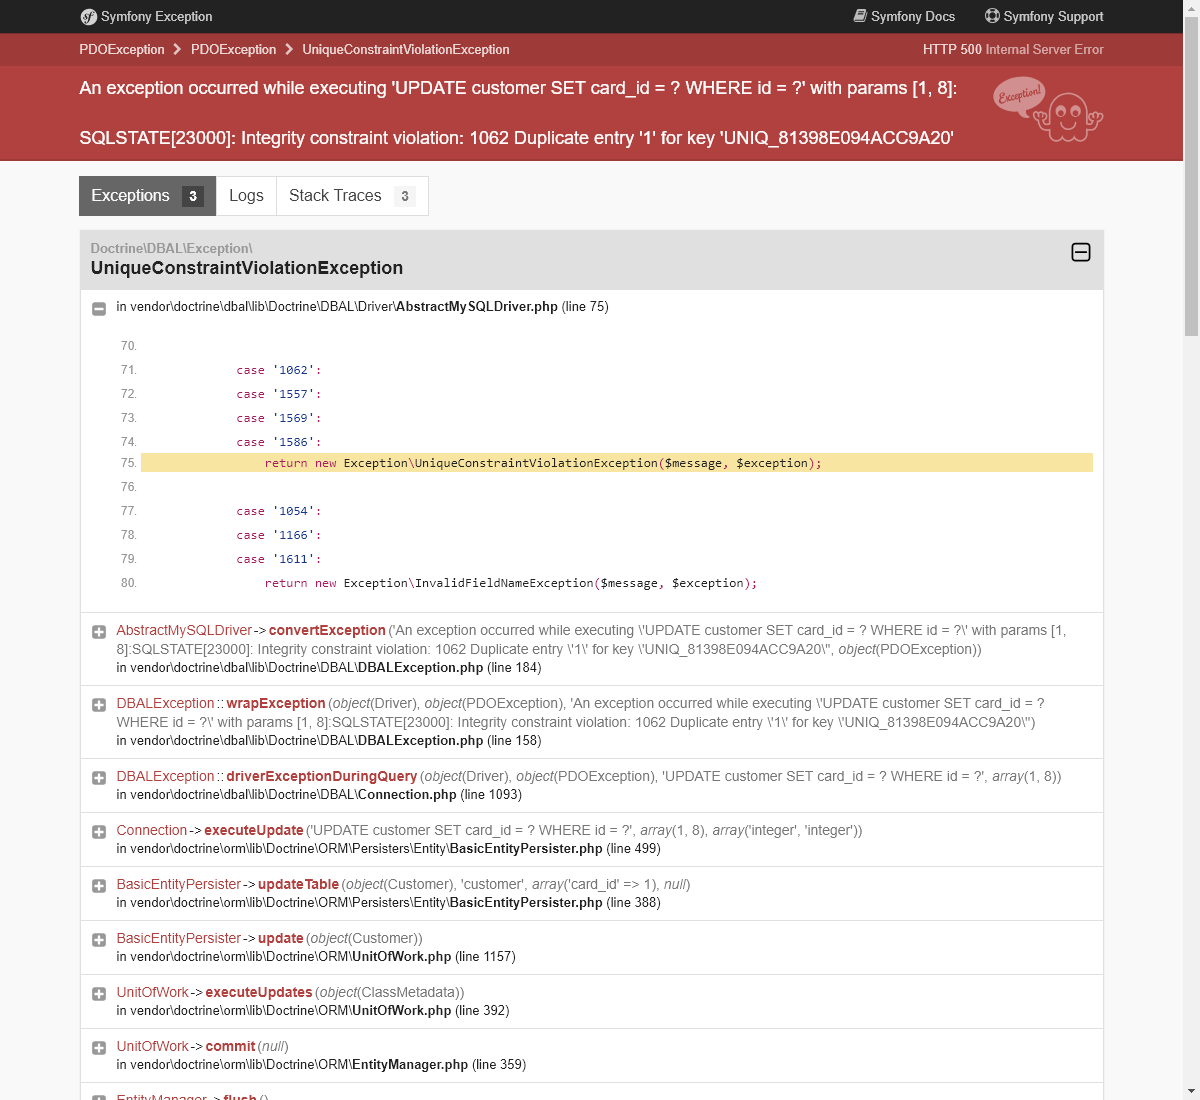 Symfony Exception
Symfony Docs
Symfony Support
PDOException
PDOException
UniqueConstraintViolationException
HTTP 500 Internal Server Error
An exception occurred while executing 'UPDATE customer SET card_id = ? WHERE id = ?' with params [1, 8]:
SQLSTATE[23000]: Integrity constraint violation: 1062 Duplicate entry '1' for key 'UNIQ_81398E094ACC9A20'
Exception!
Exceptions 3
Logs
Stack Traces 3
Doctrine\DBAL\Exception\
UniqueConstraintViolationException
in vendor\doctrine\dbal\lib\Doctrine\DBAL\Driver\AbstractMySQLDriver.php (line 75)
70.
71. case '1062':
72. case '1557':
73. case '1569':
74. case '1586':
75. return new Exception\UniqueConstraintViolationException($message, $exception);
76.
77. case '1054':
78. case '1166':
79. case '1611':
80. return new Exception\InvalidFieldNameException($message, $exception);
AbstractMySQLDriver->convertException('An exception occurred while executing \'UPDATE customer SET card_id = ? WHERE id = ?\' with params [1,
8]:SQLSTATE[23000]: Integrity constraint violation: 1062 Duplicate entry \'1\' for key \'UNIQ_81398E094ACC9A20\'', object(PDOException))
in vendor\doctrine\dbal\lib\Doctrine\DBAL\DBALException.php (line 184)
DBALException::wrapException(object(Driver), object(PDOException), 'An exception occurred while executing \'UPDATE customer SET card_id = ?
WHERE id = ?\' with params [1, 8]:SQLSTATE[23000]: Integrity constraint violation: 1062 Duplicate entry \'1\' for key \'UNIQ_81398E094ACC9A20\'')
in vendor\doctrine\dbal\lib\Doctrine\DBAL\DBALException.php (line 158)
DBALException::driverExceptionDuringQuery(object(Driver), object(PDOException), 'UPDATE customer SET card_id = ? WHERE id = ?', array(1, 8))
in vendor\doctrine\dbal\lib\Doctrine\DBAL\Connection.php (line 1093)
Connection->executeUpdate('UPDATE customer SET card_id = ? WHERE id = ?', array(1, 8), array('integer', 'integer'))
in vendor\doctrine\orm\lib\Doctrine\ORM\Persisters\Entity\BasicEntityPersister.php (line 499)
BasicEntityPersister->updateTable(object(Customer), 'customer', array('card_id' => 1), null)
in vendor\doctrine\orm\lib\Doctrine\ORM\Persisters\Entity\BasicEntityPersister.php (line 388)
BasicEntityPersister->update(object(Customer))
in vendor\doctrine\orm\lib\Doctrine\ORM\UnitOfWork.php (line 1157)
UnitOfWork->executeUpdates(object(ClassMetadata))
in vendor\doctrine\orm\lib\Doctrine\ORM\UnitOfWork.php (line 392)
UnitOfWork->commit(null)
in vendor\doctrine\orm\lib\Doctrine\ORM\EntityManager.php (line 359)
EntityManager->flush()